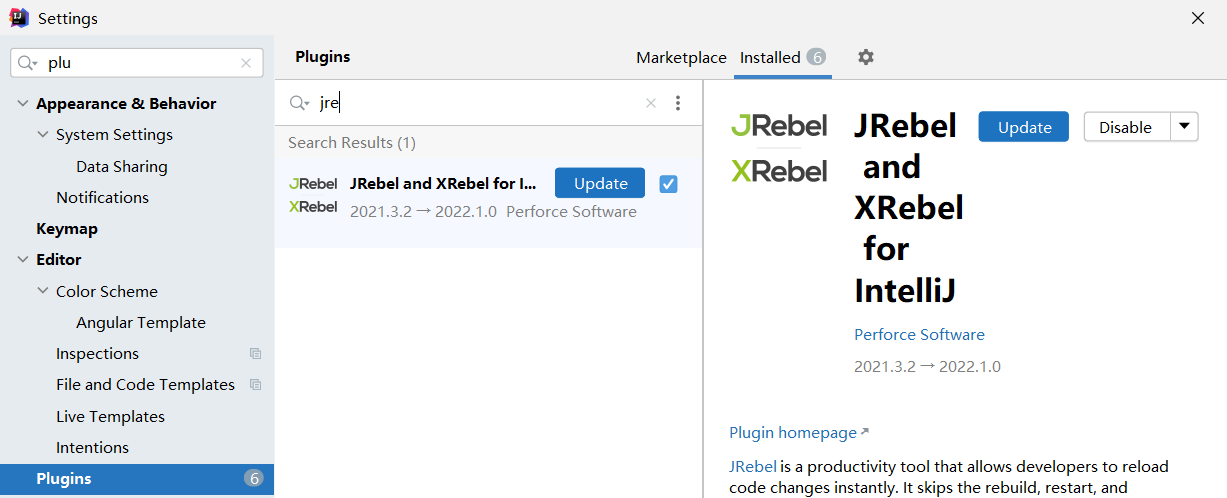 Settings
plu
Appearance & Behavior
System Settings
Data Sharing
Notifications
Keymap
Editor
Color Scheme
Angular Template
Inspections
File and Code Templates
Live Templates
Intentions
Plugins 6
Plugins
Marketplace Installed 6
jre
Search Results (1)
JRebel
XRebel
JRebel and XRebel for I... Update
2021.3.2 → 2022.1.0 Perforce Software
JRebel
XRebel
JRebel
and
XRebel
for
IntelliJ
Update Disable
Perforce Software
2021.3.2 → 2022.1.0
Plugin homepage
JRebel is a productivity tool that allows developers to reload
code changes instantly. It skips the rebuild, restart, and